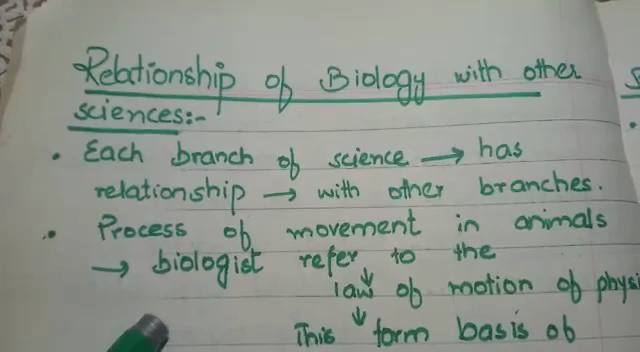 Relationship of Biology with other
sciences:-
• Each branch of science → has
relationship → with other branches.
• Process of movement in animals
→ biologist refer to the
↓
law of motion of physi
↓
This form basis of